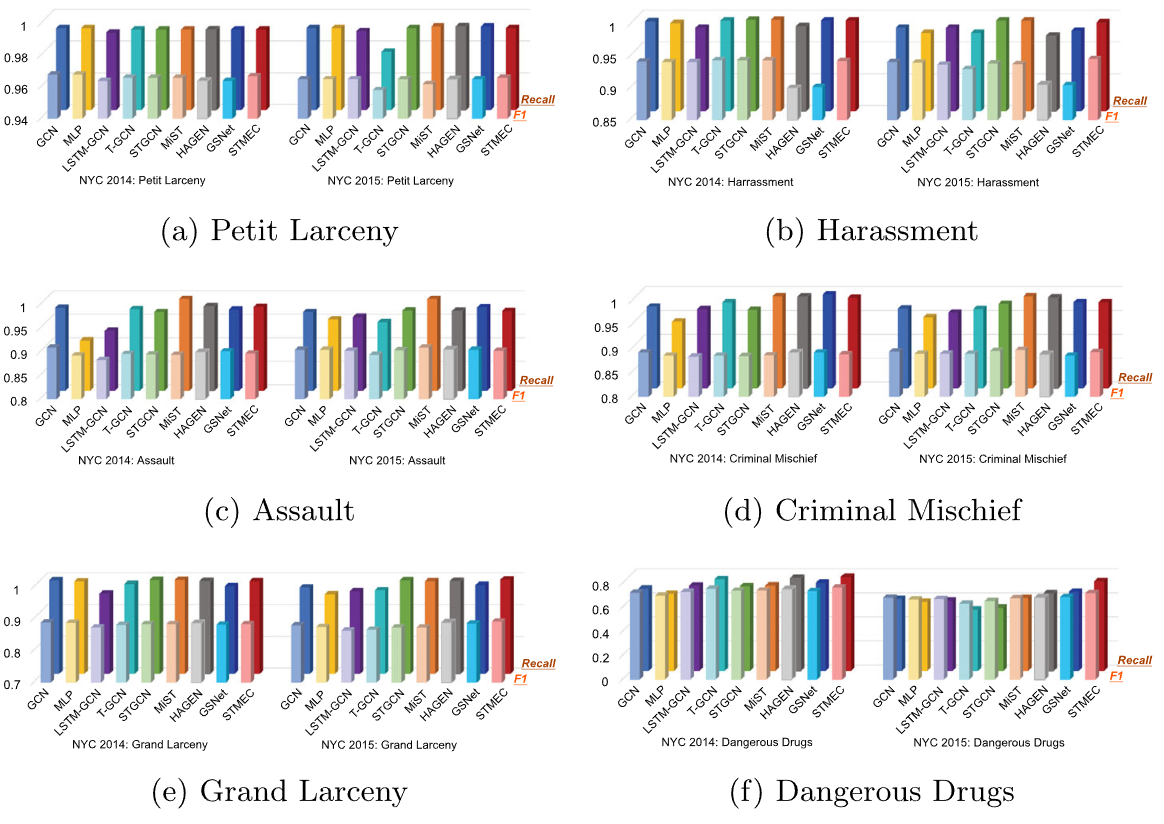 1
0.98
0.96
0.94
Recall
F1
GCN
MLP
LSTM-GCN
T-GCN
STGCN
MiST
HAGEN
GSNet
STMEC
GCN
MLP
LSTM-GCN
T-GCN
STGCN
MiST
HAGEN
GSNet
STMEC
NYC 2014: Petit Larceny
NYC 2015: Petit Larceny
(a) Petit Larceny
1
0.95
0.9
0.85
Recall
F1
GCN
MLP
LSTM-GCN
T-GCN
STGCN
MiST
HAGEN
GSNet
STMEC
GCN
MLP
LSTM-GCN
T-GCN
STGCN
MiST
HAGEN
GSNet
STMEC
NYC 2014: Harrassment
NYC 2015: Harassment
(b) Harassment
1
0.95
0.9
0.85
0.8
Recall
F1
GCN
MLP
LSTM-GCN
T-GCN
STGCN
MiST
HAGEN
GSNet
STMEC
GCN
MLP
LSTM-GCN
T-GCN
STGCN
MiST
HAGEN
GSNet
STMEC
NYC 2014: Assault
NYC 2015: Assault
(c) Assault
1
0.95
0.9
0.85
0.8
Recall
F1
GCN
MLP
LSTM-GCN
T-GCN
STGCN
MiST
HAGEN
GSNet
STMEC
GCN
MLP
LSTM-GCN
T-GCN
STGCN
MiST
HAGEN
GSNet
STMEC
NYC 2014: Criminal Mischief
NYC 2015: Criminal Mischief
(d) Criminal Mischief
1
0.9
0.8
0.7
Recall
F1
GCN
MLP
LSTM-GCN
T-GCN
STGCN
MiST
HAGEN
GSNet
STMEC
GCN
MLP
LSTM-GCN
T-GCN
STGCN
MiST
HAGEN
GSNet
STMEC
NYC 2014: Grand Larceny
NYC 2015: Grand Larceny
(e) Grand Larceny
0.8
0.6
0.4
0.2
0
Recall
F1
GCN
MLP
LSTM-GCN
T-GCN
STGCN
MiST
HAGEN
GSNet
STMEC
GCN
MLP
LSTM-GCN
T-GCN
STGCN
MiST
HAGEN
GSNet
STMEC
NYC 2014: Dangerous Drugs
NYC 2015: Dangerous Drugs
(f) Dangerous Drugs